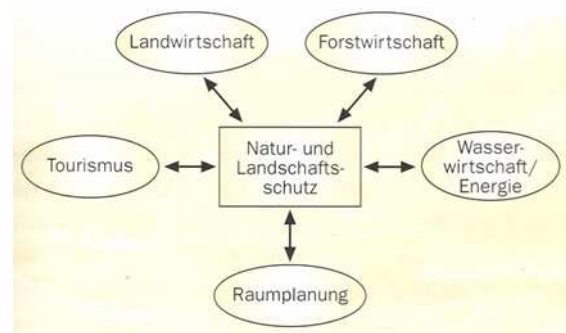 Landwirtschaft
Forstwirtschaft
Tourismus
Natur- und
Landschafts-
schutz
Wasser-
wirtschaft/
Energie
Raumplanung